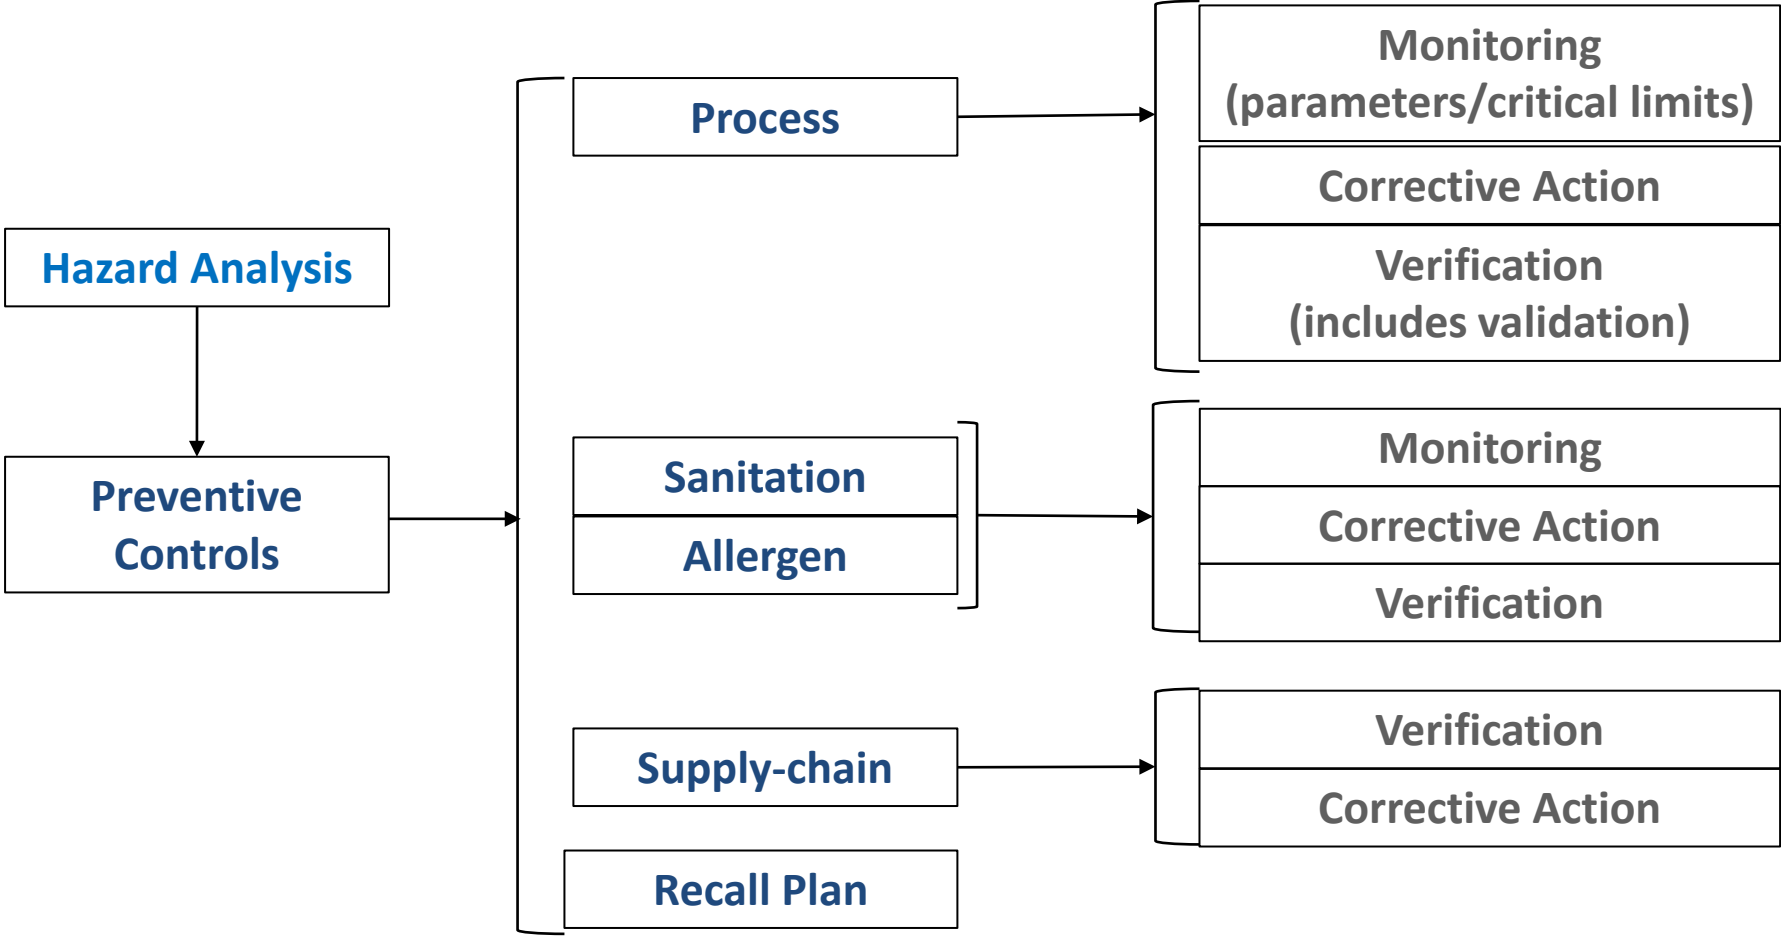 Hazard Analysis
Preventive
Controls
Process
Monitoring
(parameters/critical limits)
Corrective Action
Verification
(includes validation)
Sanitation
Allergen
Monitoring
Corrective Action
Verification
Supply-chain
Verification
Corrective Action
Recall Plan